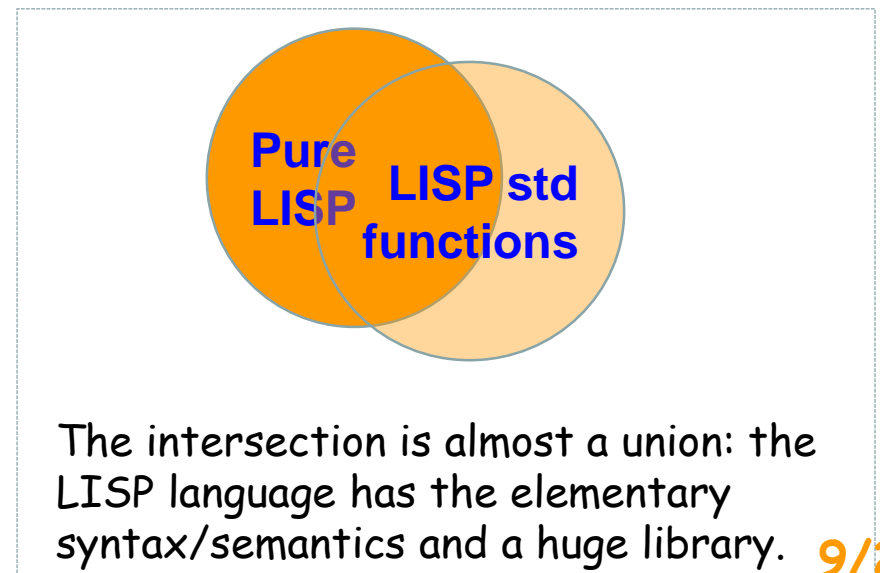 Pure
LISP
LISP std
functions
The intersection is almost a union: the
LISP language has the elementary
syntax/semantics and a huge library.
9/